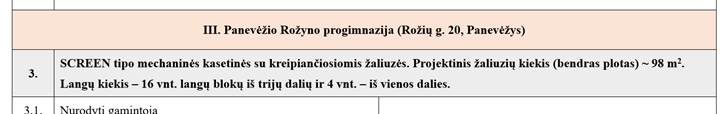 III. Panevėžio Rožyno progimnazija (Rožių g. 20, Panevėžys)
3.
SCREEN tipo mechaninės kasetinės su kreipiančiosiomis žaliuzės. Projektinis žaliuzių kiekis (bendras plotas) ~ 98 m².
Langų kiekis – 16 vnt. langų blokų iš trijų dalių ir 4 vnt. – iš vienos dalies.
3.1. Nurodyti gamintoją